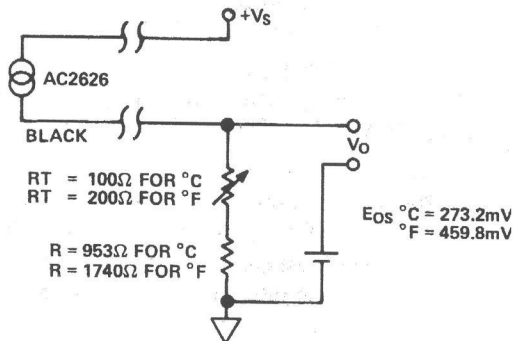 +VS
AC2626
BLACK
VO
RT = 100Ω FOR °C
RT = 200Ω FOR °F
EOS °C = 273.2mV
°F = 459.8mV
R = 953Ω FOR °C
R = 1740Ω FOR °F